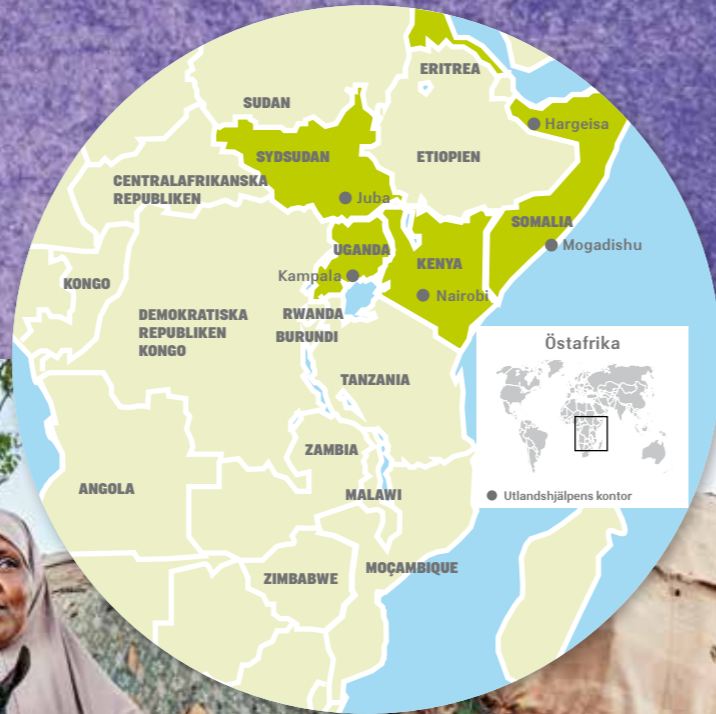 ERITREA
SUDAN
Hargeisa
SYDSUDAN
ETIOPIEN
CENTRALAFRIKANSKA
REPUBLIKEN
Juba
SOMALIA
Mogadishu
UGANDA
KENYA
Kampala
KONGO
Nairobi
DEMOKRATISKA
REPUBLIKEN
KONGO
RWANDA
BURUNDI
Östafrika
TANZANIA
ZAMBIA
ANGOLA
MALAWI
Utlandshjälpens kontor
MOÇAMBIQUE
ZIMBABWE